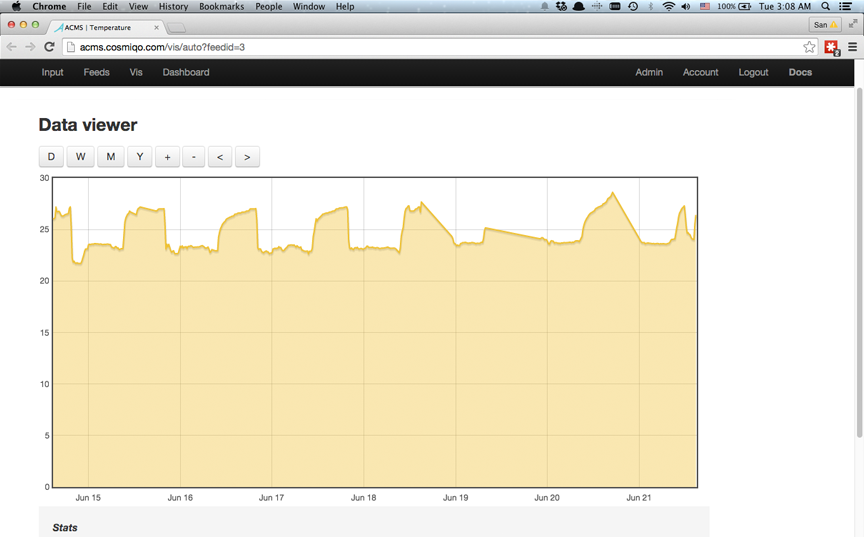 Chrome File Edit View History Bookmarks People Window Help 100% Tue 3:08 AM
ACMS | Temperature San
acms.cosmiqo.com/vis/auto?feedid=3
Input Feeds Vis Dashboard Admin Account Logout Docs
Data viewer
D W M Y + - < >
30
25
20
15
10
5
0
Jun 15 Jun 16 Jun 17 Jun 18 Jun 19 Jun 20 Jun 21
Stats